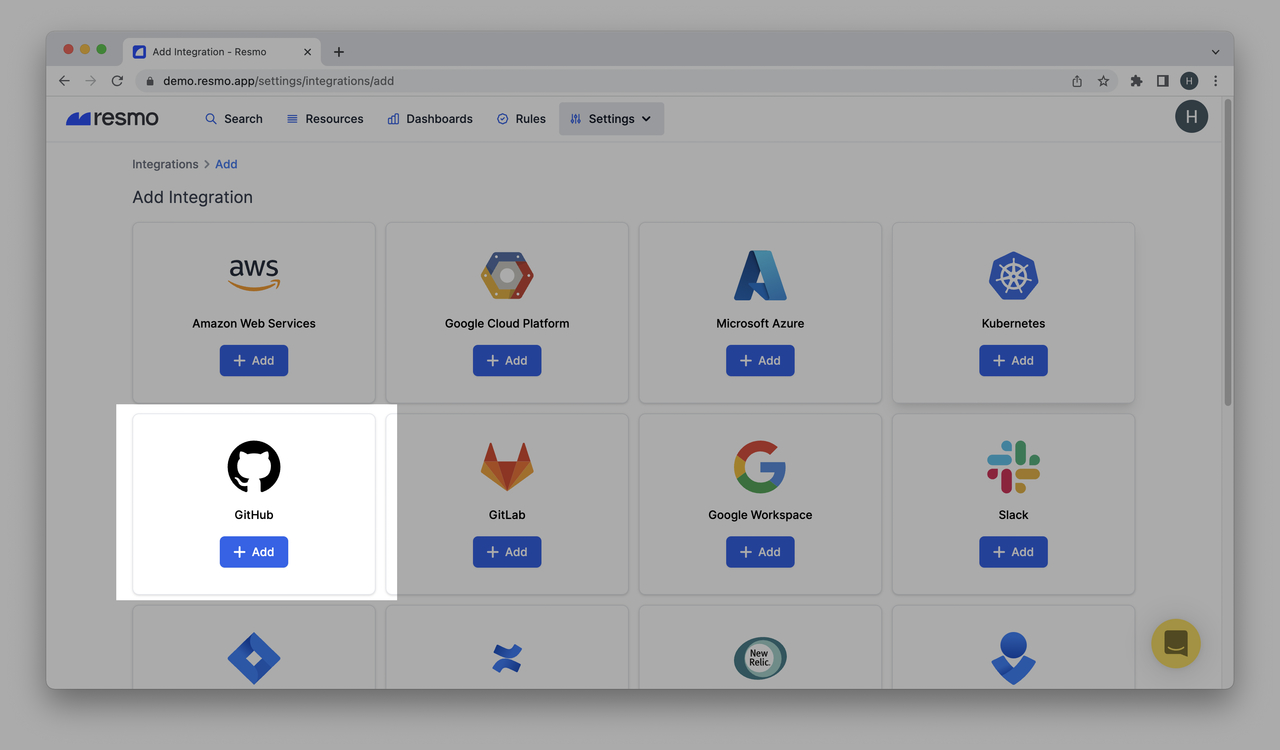 Add Integration - Resmo
demo.resmo.app/settings/integrations/add
H
resmo
Search
Resources
Dashboards
Rules
Settings
H
Integrations > Add
Add Integration
aws
Amazon Web Services
Google Cloud Platform
Microsoft Azure
Kubernetes
+ Add
+ Add
+ Add
+ Add
GitHub
GitLab
Google Workspace
Slack
+ Add
+ Add
+ Add
+ Add
New
Relic.